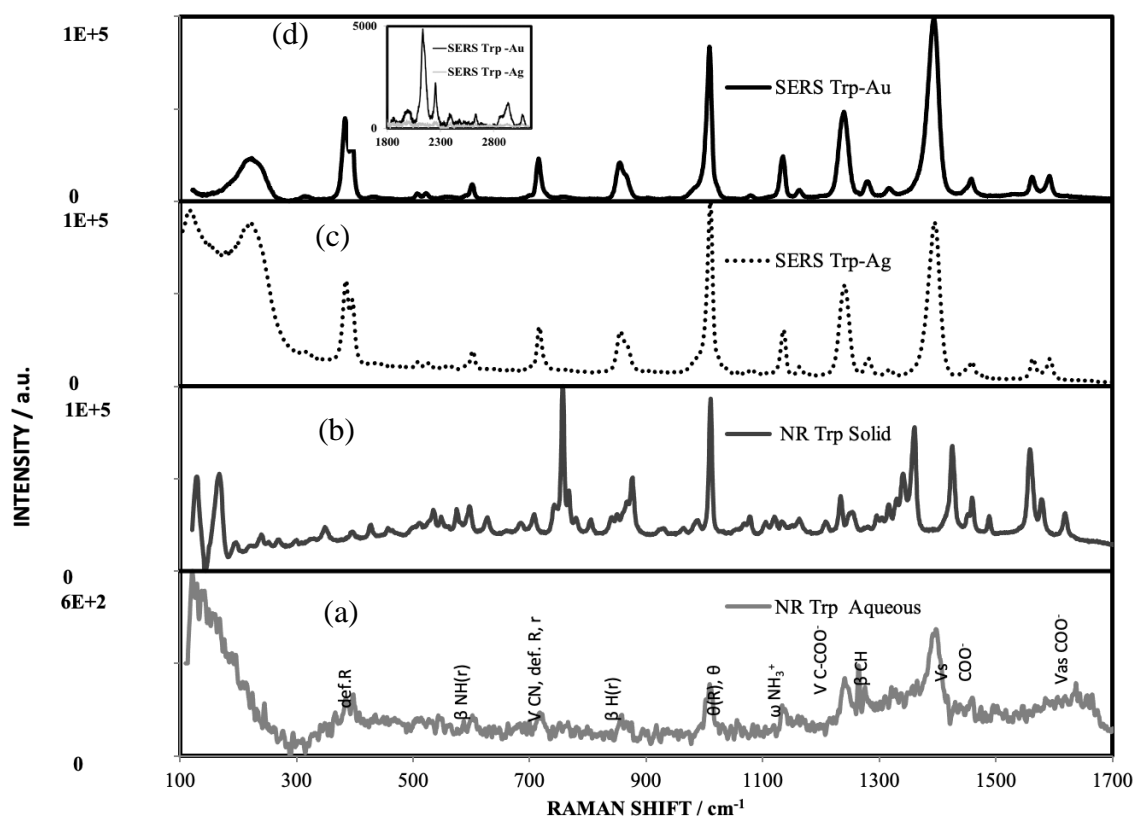 1E+5
(d)
5000
SERS Trp -Au
SERS Trp -Ag
0
1800 2300 2800
SERS Trp-Au
0
1E+5
(c)
SERS Trp-Ag
0
1E+5
(b)
NR Trp Solid
0
6E+2
(a)
NR Trp Aqueous
def.R
β NH(r)
V CN, def. R, r
β H(r)
θ(R), θ
ω NH₃⁺
V C-COO⁻
β CH
Vs
COO⁻
Vas COO⁻
0
100 300 500 700 900 1100 1300 1500 1700
RAMAN SHIFT / cm⁻¹
INTENSITY / a.u.